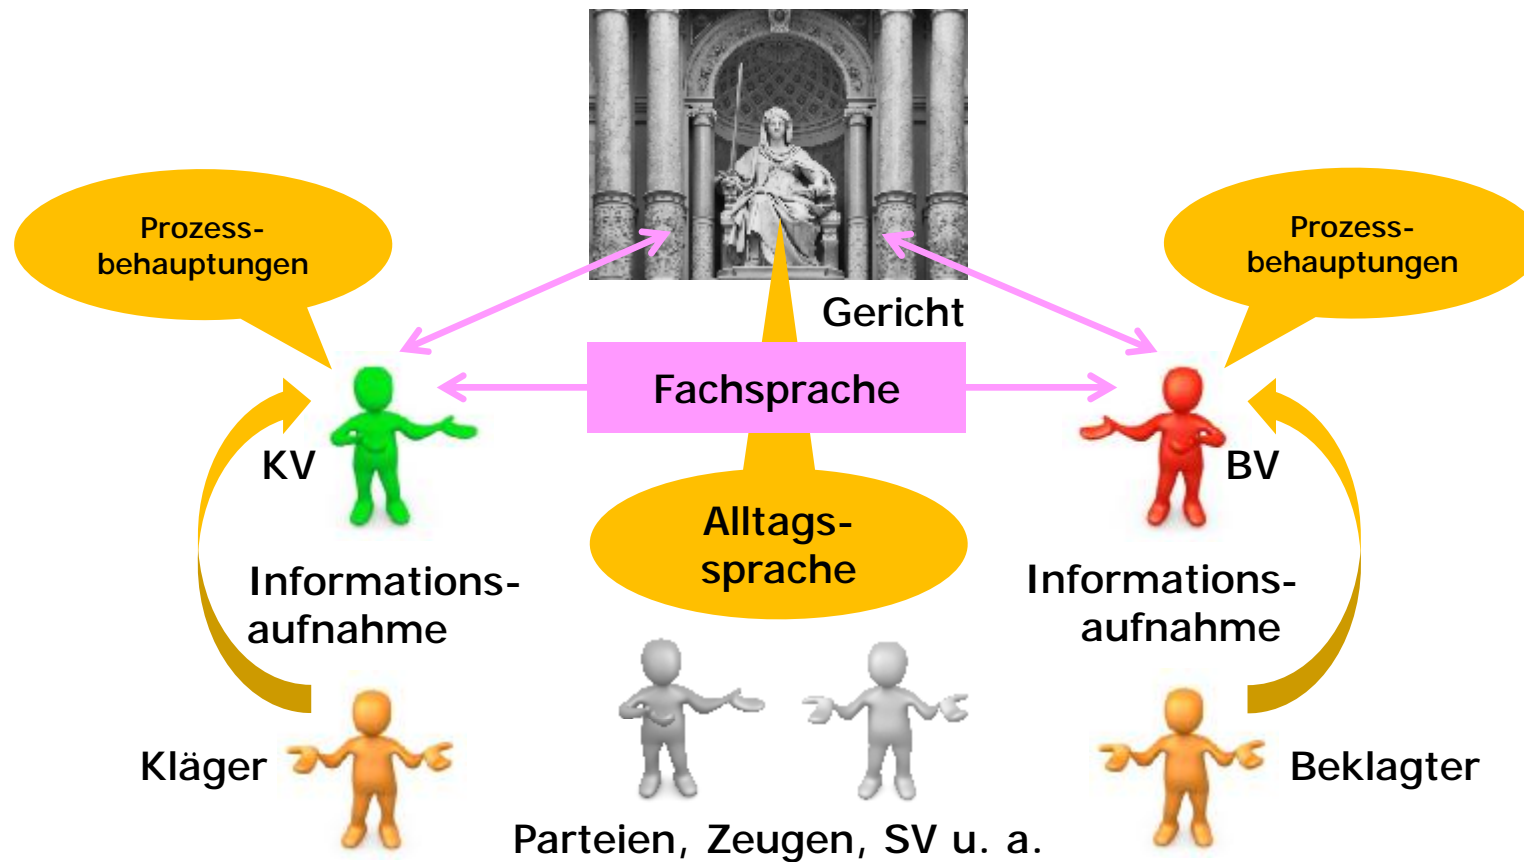 Prozess-
behauptungen
Prozess-
behauptungen
Gericht
Fachsprache
KV
BV
Alltags-
sprache
Informations-
aufnahme
Informations-
aufnahme
Kläger
Beklagter
Parteien, Zeugen, SV u. a.